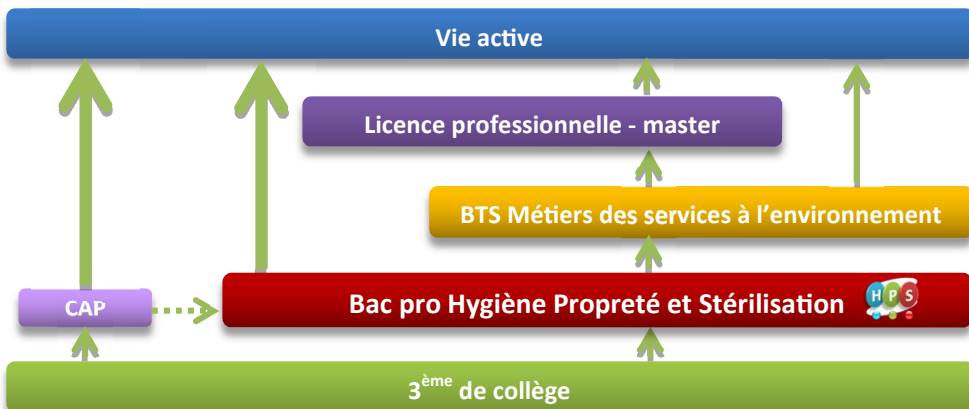 Vie active
Licence professionnelle - master
BTS Métiers des services à l’environnement
CAP
Bac pro Hygiène Propreté et Stérilisation
HPS
3ème de collège